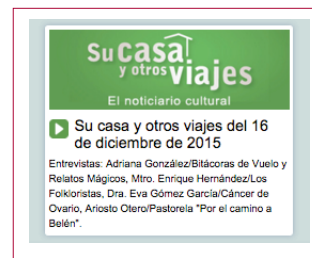 Su casa
y otros viajes
El noticiario cultural
Su casa y otros viajes del 16
de diciembre de 2015
Entrevistas: Adriana González/Bitácoras de Vuelo y
Relatos Mágicos, Mtro. Enrique Hernández/Los
Folkloristas, Dra. Eva Gómez García/Cáncer de
Ovario, Ariosto Otero/Pastorela "Por el camino a
Belén".